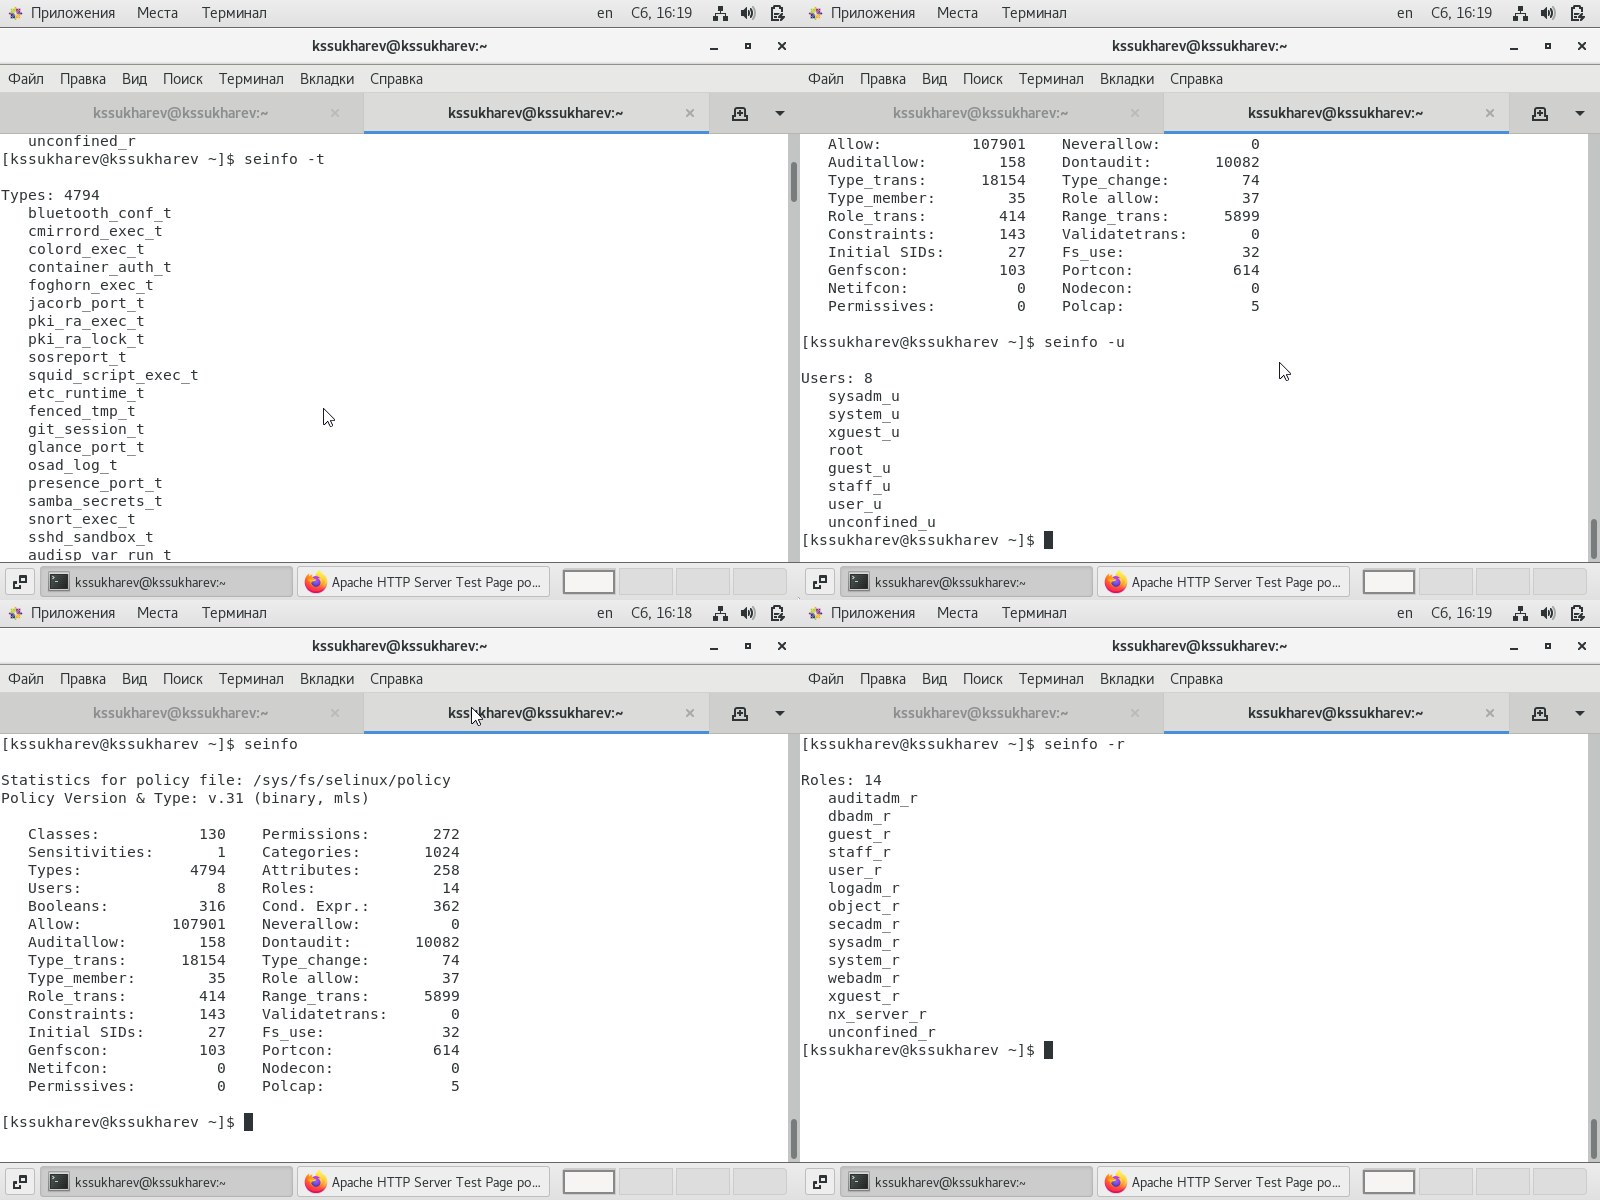 Приложения Места Терминал en Сб, 16:19
kssukharev@kssukharev:~
Файл Правка Вид Поиск Терминал Вкладки Справка
kssukharev@kssukharev:~ kssukharev@kssukharev:~
unconfined_r
[kssukharev@kssukharev ~]$ seinfo -t
Types: 4794
bluetooth_conf_t
cmirrord_exec_t
colord_exec_t
container_auth_t
foghorn_exec_t
jacorb_port_t
pki_ra_exec_t
pki_ra_lock_t
sosreport_t
squid_script_exec_t
etc_runtime_t
fenced_tmp_t
git_session_t
glance_port_t
osad_log_t
presence_port_t
samba_secrets_t
snort_exec_t
sshd_sandbox_t
audisp_var_run_t
kssukharev@kssukharev:~ Apache HTTP Server Test Page po...
Приложения Места Терминал en Сб, 16:19
kssukharev@kssukharev:~
Файл Правка Вид Поиск Терминал Вкладки Справка
kssukharev@kssukharev:~ kssukharev@kssukharev:~
Allow: 107901 Neverallow: 0
Auditallow: 158 Dontaudit: 10082
Type_trans: 18154 Type_change: 74
Type_member: 35 Role allow: 37
Role_trans: 414 Range_trans: 5899
Constraints: 143 Validatetrans: 0
Initial SIDs: 27 Fs_use: 32
Genfscon: 103 Portcon: 614
Netifcon: 0 Nodecon: 0
Permissives: 0 Polcap: 5
[kssukharev@kssukharev ~]$ seinfo -u
Users: 8
sysadm_u
system_u
xguest_u
root
guest_u
staff_u
user_u
unconfined_u
[kssukharev@kssukharev ~]$
kssukharev@kssukharev:~ Apache HTTP Server Test Page po...
Приложения Места Терминал en Сб, 16:18
kssukharev@kssukharev:~
Файл Правка Вид Поиск Терминал Вкладки Справка
kssukharev@kssukharev:~ kssukharev@kssukharev:~
[kssukharev@kssukharev ~]$ seinfo
Statistics for policy file: /sys/fs/selinux/policy
Policy Version & Type: v.31 (binary, mls)
Classes: 130 Permissions: 272
Sensitivities: 1 Categories: 1024
Types: 4794 Attributes: 258
Users: 8 Roles: 14
Booleans: 316 Cond. Expr.: 362
Allow: 107901 Neverallow: 0
Auditallow: 158 Dontaudit: 10082
Type_trans: 18154 Type_change: 74
Type_member: 35 Role allow: 37
Role_trans: 414 Range_trans: 5899
Constraints: 143 Validatetrans: 0
Initial SIDs: 27 Fs_use: 32
Genfscon: 103 Portcon: 614
Netifcon: 0 Nodecon: 0
Permissives: 0 Polcap: 5
[kssukharev@kssukharev ~]$
kssukharev@kssukharev:~ Apache HTTP Server Test Page po...
Приложения Места Терминал en Сб, 16:19
kssukharev@kssukharev:~
Файл Правка Вид Поиск Терминал Вкладки Справка
kssukharev@kssukharev:~ kssukharev@kssukharev:~
[kssukharev@kssukharev ~]$ seinfo -r
Roles: 14
auditadm_r
dbadm_r
guest_r
staff_r
user_r
logadm_r
object_r
secadm_r
sysadm_r
system_r
webadm_r
xguest_r
nx_server_r
unconfined_r
[kssukharev@kssukharev ~]$
kssukharev@kssukharev:~ Apache HTTP Server Test Page po...